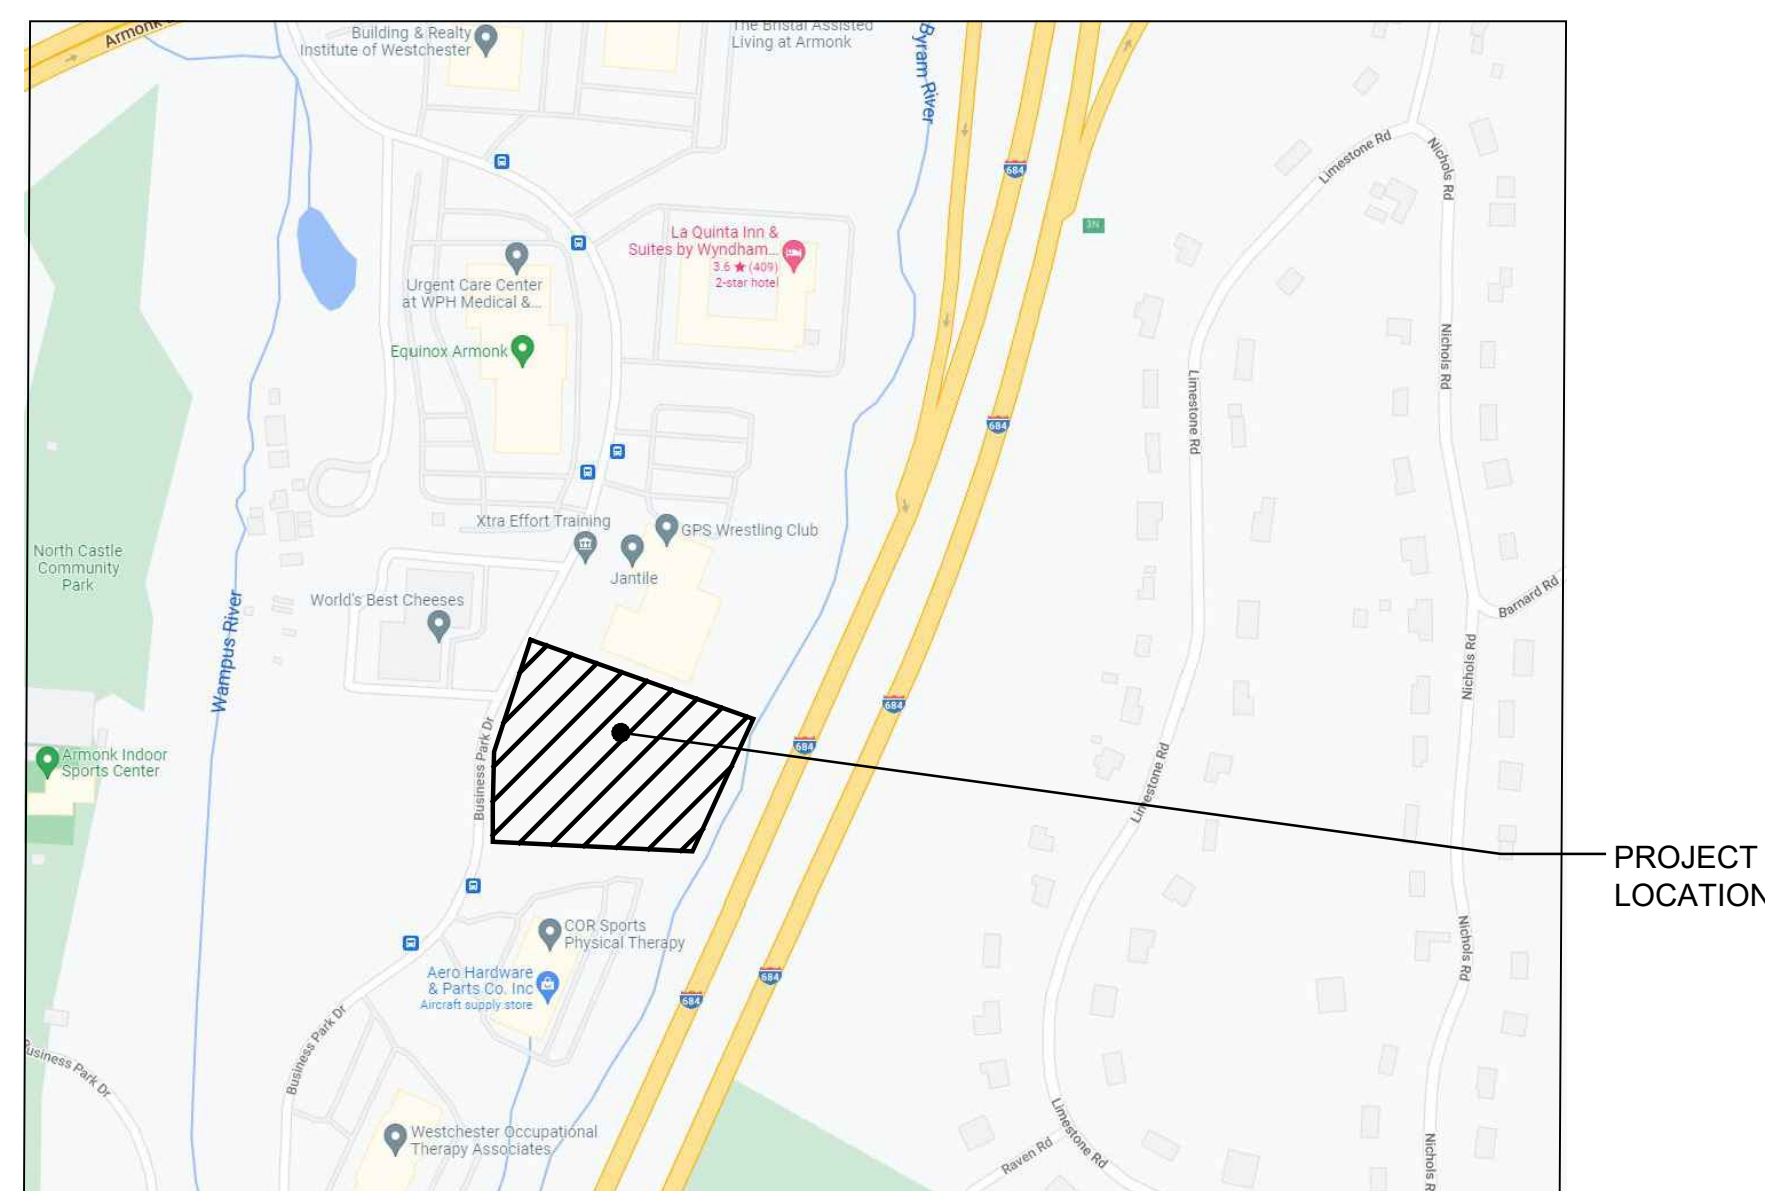 Armonk
Building & Realty
Institute of Westchester
The Bristal Assisted
Living at Armonk
Byram River
684
Limestone Rd
Nichols Rd
3N
La Quinta Inn &
Suites by Wyndham...
3.6 ★ (409)
2-star hotel
Urgent Care Center
at WPH Medical &...
Equinox Armonk
Nichols Rd
Limestone Rd
684
Xtra Effort Training
GPS Wrestling Club
Jantile
North Castle
Community
Park
World's Best Cheeses
Wampus River
Barnard Rd
Nichols Rd
684
684
Armonk Indoor
Sports Center
Business Park Dr
Limestone Rd
PROJECT
LOCATION
COR Sports
Physical Therapy
Aero Hardware
& Parts Co. Inc
Aircraft supply store
684
684
Nichols Rd
Business Park Dr
usiness Park Dr
Westchester Occupational
Therapy Associates
Raven Rd
Limestone Rd
Nichols R